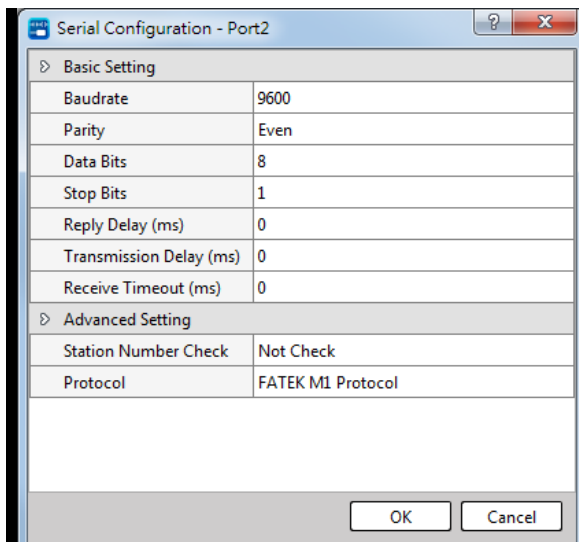 Serial Configuration - Port2
Basic Setting
Baudrate 9600
Parity Even
Data Bits 8
Stop Bits 1
Reply Delay (ms) 0
Transmission Delay (ms) 0
Receive Timeout (ms) 0
Advanced Setting
Station Number Check Not Check
Protocol FATEK M1 Protocol
OK Cancel